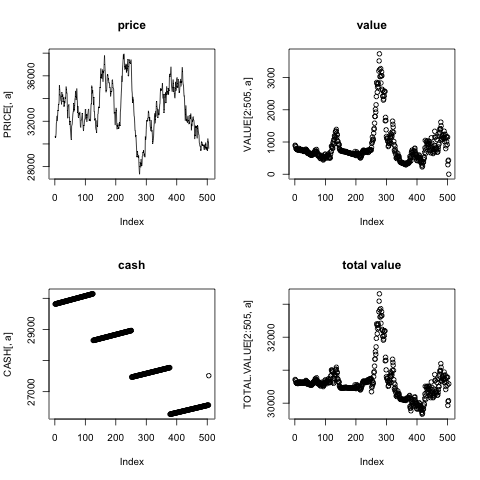 price
PRICE[, a]
28000 32000 36000
0 100 200 300 400 500
Index
value
VALUE[2:505, a]
0 1000 2000 3000
0 100 200 300 400 500
Index
cash
CASH[, a]
27000 29000
0 100 200 300 400 500
Index
total value
TOTAL.VALUE[2:505, a]
30000 32000
0 100 200 300 400 500
Index